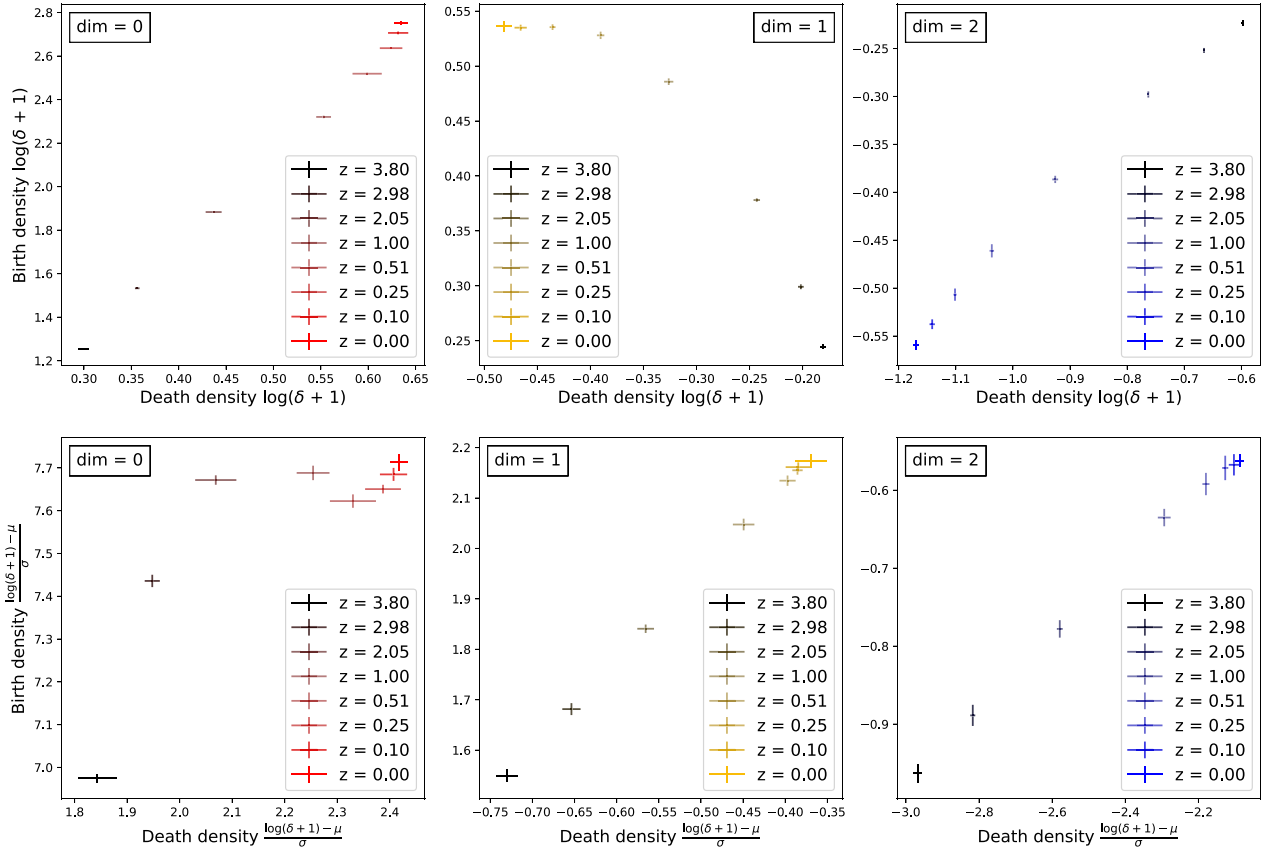 dim = 0
Birth density log(δ + 1)
2.8
2.6
2.4
2.2
2.0
1.8
1.6
1.4
1.2
z = 3.80
z = 2.98
z = 2.05
z = 1.00
z = 0.51
z = 0.25
z = 0.10
z = 0.00
0.30 0.35 0.40 0.45 0.50 0.55 0.60 0.65
Death density log(δ + 1)
dim = 1
0.55
0.50
0.45
0.40
0.35
0.30
0.25
z = 3.80
z = 2.98
z = 2.05
z = 1.00
z = 0.51
z = 0.25
z = 0.10
z = 0.00
−0.50 −0.45 −0.40 −0.35 −0.30 −0.25 −0.20
Death density log(δ + 1)
dim = 2
−0.25
−0.30
−0.35
−0.40
−0.45
−0.50
−0.55
z = 3.80
z = 2.98
z = 2.05
z = 1.00
z = 0.51
z = 0.25
z = 0.10
z = 0.00
−1.2 −1.1 −1.0 −0.9 −0.8 −0.7 −0.6
Death density log(δ + 1)
dim = 0
Birth density log(δ+1)−μ/σ
7.7
7.6
7.5
7.4
7.3
7.2
7.1
7.0
z = 3.80
z = 2.98
z = 2.05
z = 1.00
z = 0.51
z = 0.25
z = 0.10
z = 0.00
1.8 1.9 2.0 2.1 2.2 2.3 2.4
Death density log(δ+1)−μ/σ
dim = 1
2.2
2.1
2.0
1.9
1.8
1.7
1.6
z = 3.80
z = 2.98
z = 2.05
z = 1.00
z = 0.51
z = 0.25
z = 0.10
z = 0.00
−0.75 −0.70 −0.65 −0.60 −0.55 −0.50 −0.45 −0.40 −0.35
Death density log(δ+1)−μ/σ
dim = 2
−0.6
−0.7
−0.8
−0.9
z = 3.80
z = 2.98
z = 2.05
z = 1.00
z = 0.51
z = 0.25
z = 0.10
z = 0.00
−3.0 −2.8 −2.6 −2.4 −2.2
Death density log(δ+1)−μ/σ